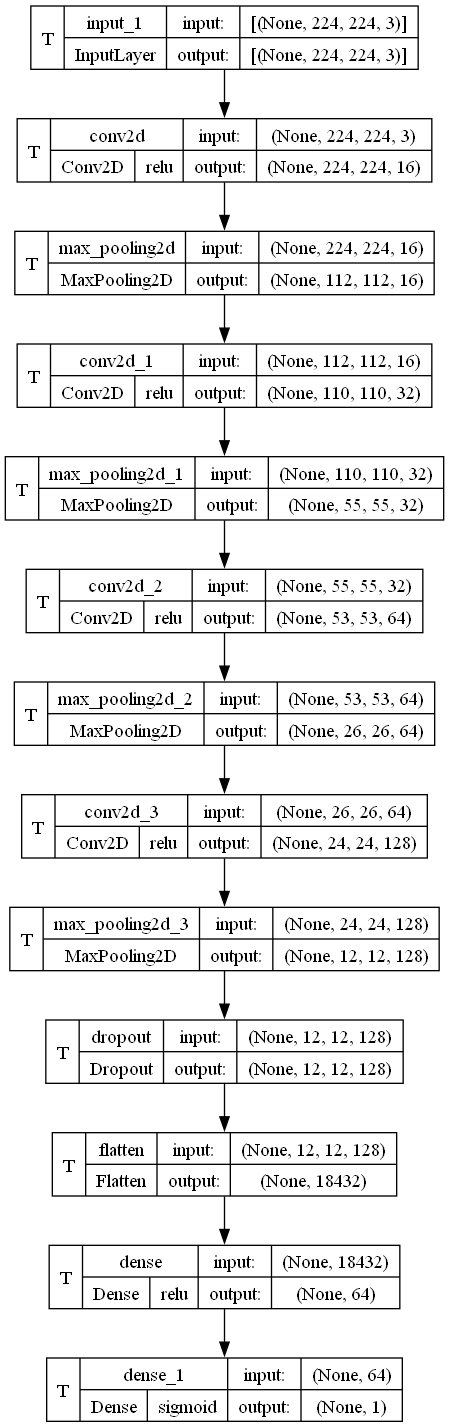 T input_1 input: [(None, 224, 224, 3)]
InputLayer output: [(None, 224, 224, 3)]
T conv2d input: (None, 224, 224, 3)
Conv2D relu output: (None, 224, 224, 16)
T max_pooling2d input: (None, 224, 224, 16)
MaxPooling2D output: (None, 112, 112, 16)
T conv2d_1 input: (None, 112, 112, 16)
Conv2D relu output: (None, 110, 110, 32)
T max_pooling2d_1 input: (None, 110, 110, 32)
MaxPooling2D output: (None, 55, 55, 32)
T conv2d_2 input: (None, 55, 55, 32)
Conv2D relu output: (None, 53, 53, 64)
T max_pooling2d_2 input: (None, 53, 53, 64)
MaxPooling2D output: (None, 26, 26, 64)
T conv2d_3 input: (None, 26, 26, 64)
Conv2D relu output: (None, 24, 24, 128)
T max_pooling2d_3 input: (None, 24, 24, 128)
MaxPooling2D output: (None, 12, 12, 128)
T dropout input: (None, 12, 12, 128)
Dropout output: (None, 12, 12, 128)
T flatten input: (None, 12, 12, 128)
Flatten output: (None, 18432)
T dense input: (None, 18432)
Dense relu output: (None, 64)
T dense_1 input: (None, 64)
Dense sigmoid output: (None, 1)